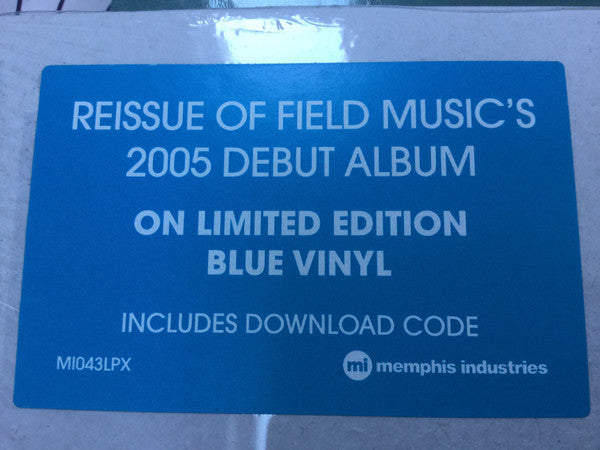 REISSUE OF FIELD MUSIC'S
2005 DEBUT ALBUM
ON LIMITED EDITION
BLUE VINYL
INCLUDES DOWNLOAD CODE
MI043LPX
mi memphis industries